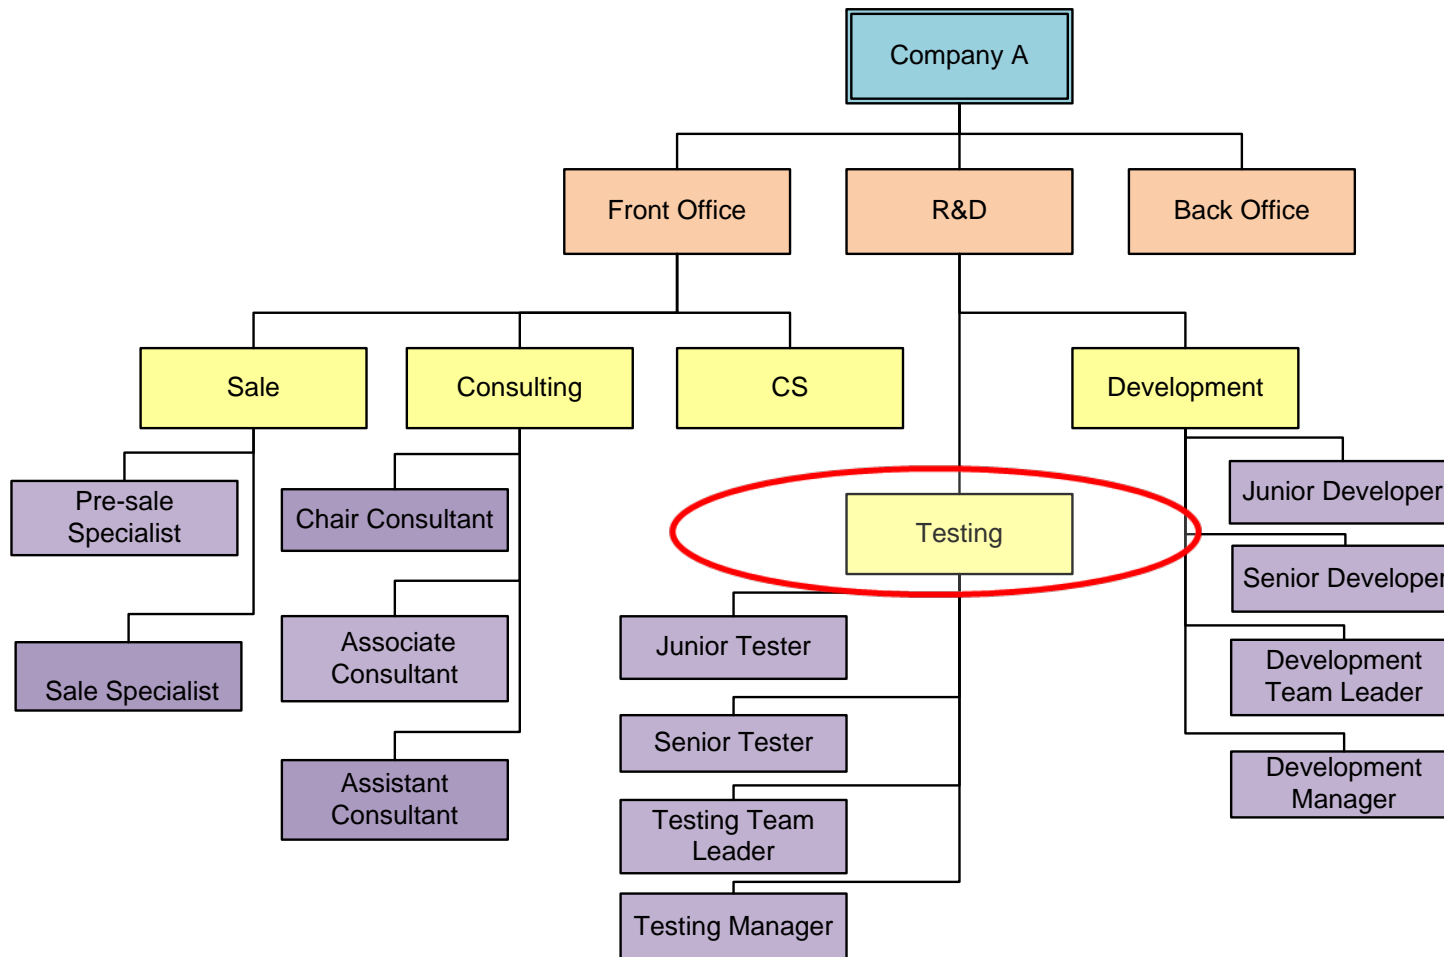 Company A
Front Office
R&D
Back Office
Sale
Consulting
CS
Development
Pre-sale
Specialist
Sale Specialist
Chair Consultant
Associate
Consultant
Assistant
Consultant
Testing
Junior Tester
Senior Tester
Testing Team
Leader
Testing Manager
Junior Developer
Senior Developer
Development
Team Leader
Development
Manager